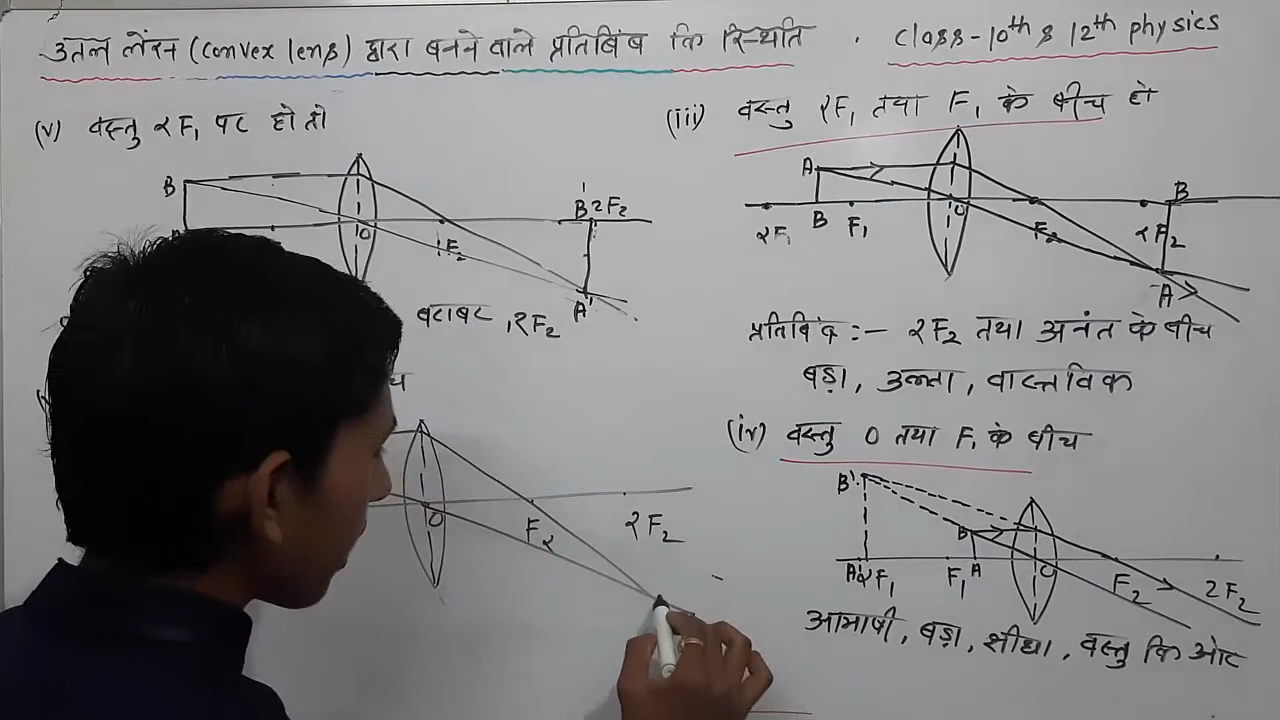 उत्तल लेंस (convex lens) द्वारा बनने वाले प्रतिबिंब कि स्थिति . class-10th & 12th physics
(v) वस्तु 2F₁ पर हो तो
B
O
F₂
B' 2F₂
A'
बराबर , 2F₂
O
F₂
2F₂
(iii) वस्तु 2F₁ तथा F₁ के बीच हो
A
2F₁
B
F₁
O
F₂
2F₂
B
A
प्रतिबिंब :- 2F₂ तथा अनंत के बीच
बड़ा, उल्टा, वास्तविक
(iv) वस्तु O तथा F₁ के बीच
B'
B
A' 2F₁
F₁ A
O
F₂
2F₂
आभाषी, बड़ा, सीधा, वस्तु कि ओर